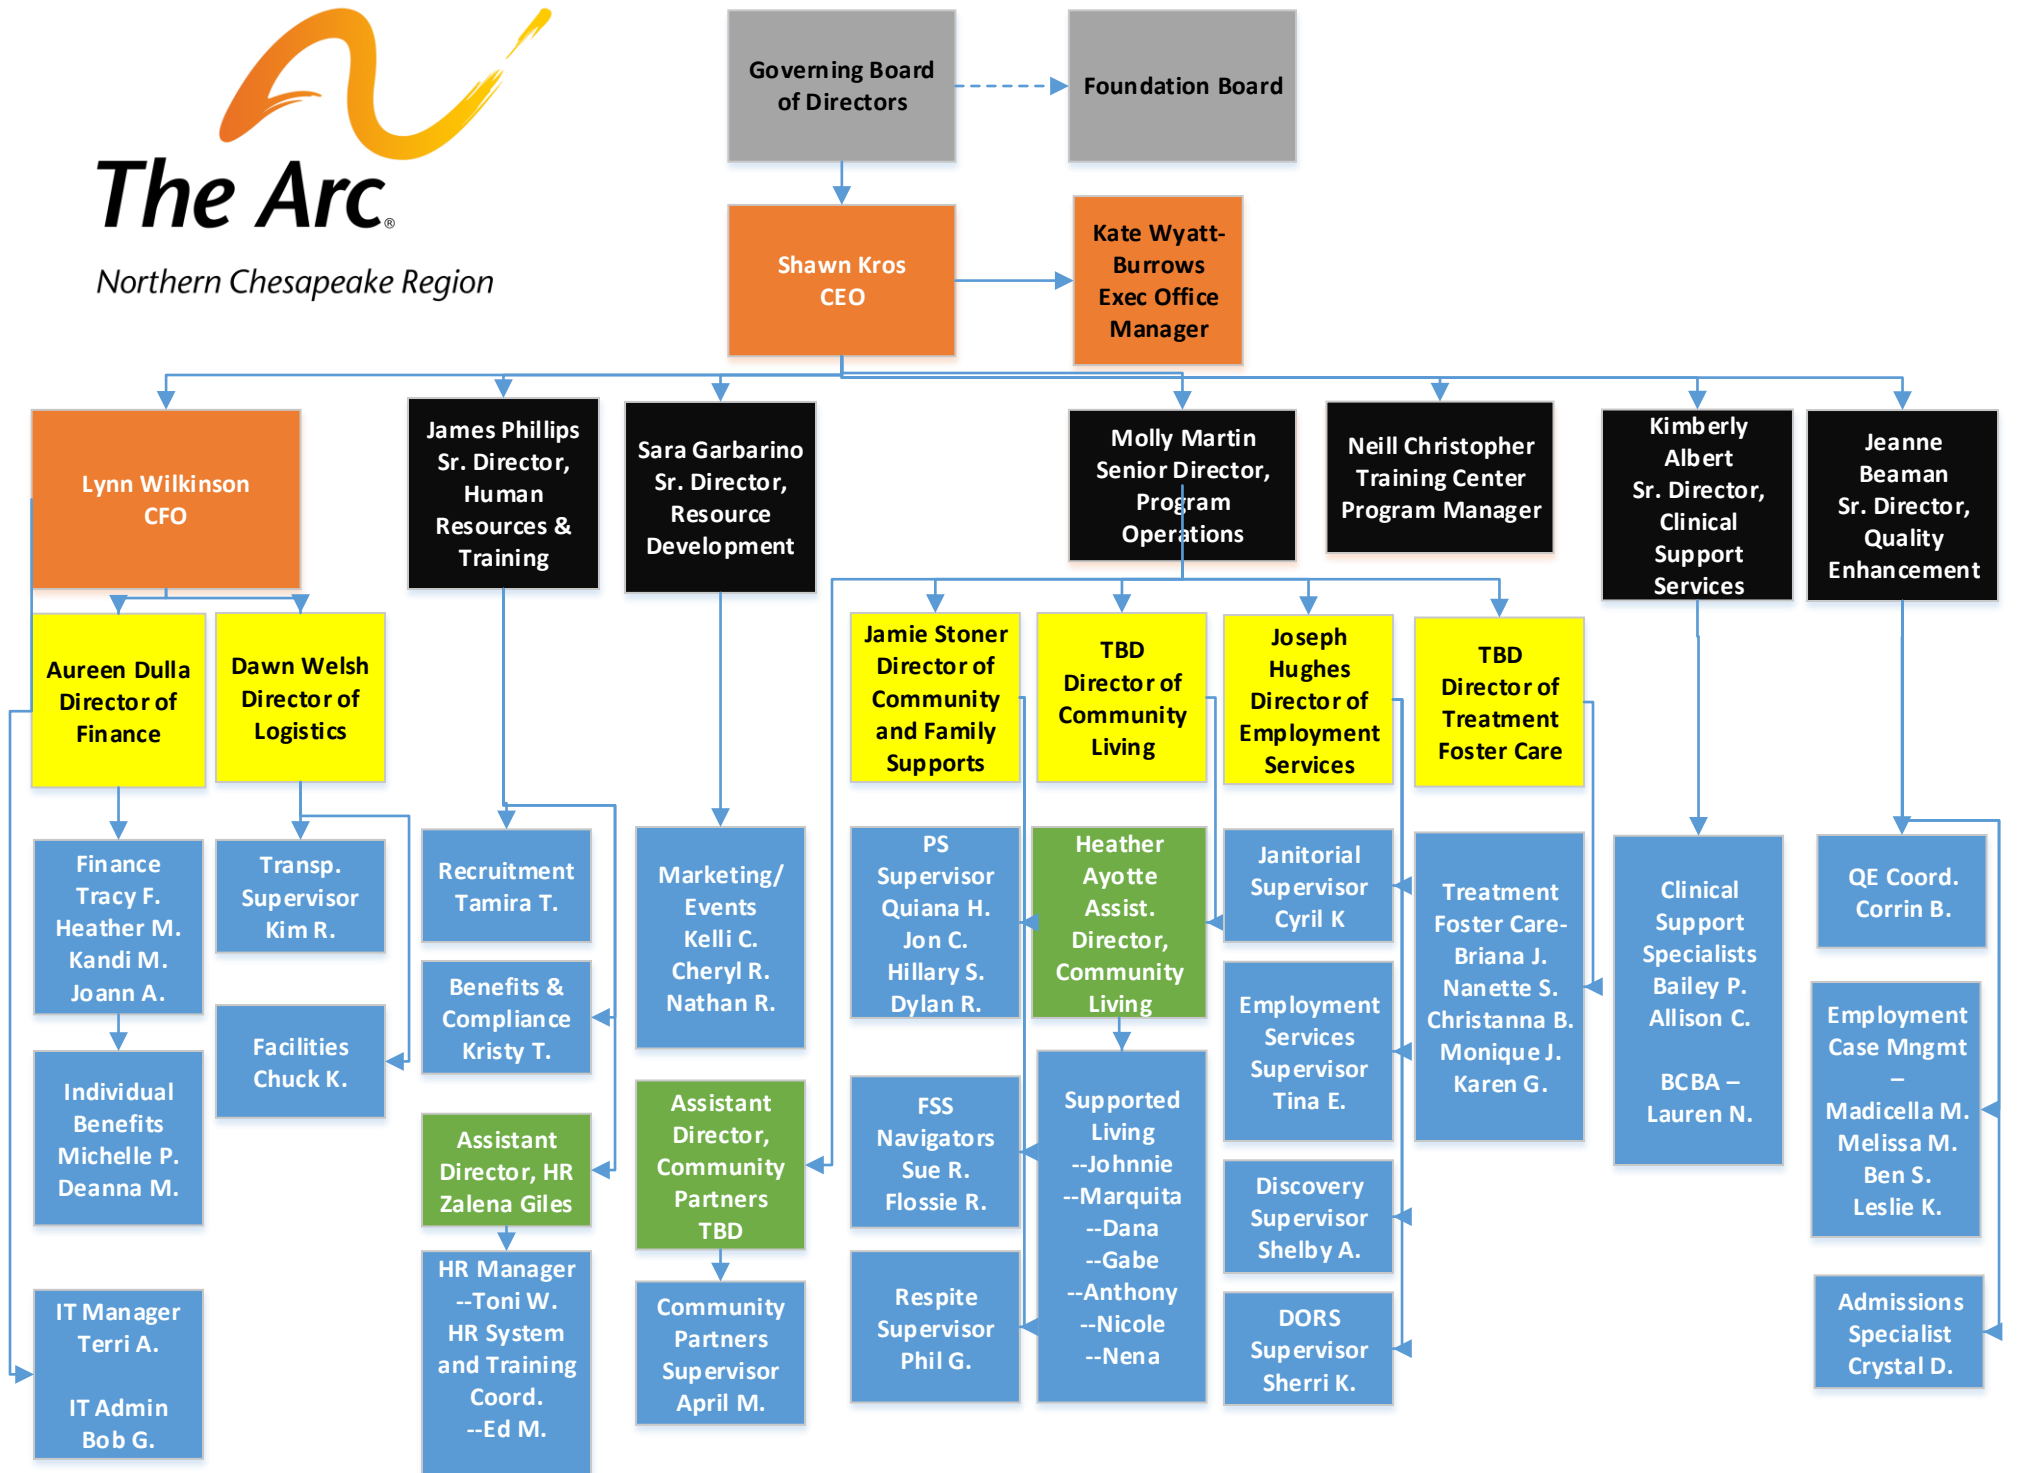 The Arc®
Northern Chesapeake Region
Governing Board
of Directors
Foundation Board
Shawn Kros
CEO
Kate Wyatt-
Burrows
Exec Office
Manager
Lynn Wilkinson
CFO
James Phillips
Sr. Director,
Human
Resources &
Training
Sara Garbarino
Sr. Director,
Resource
Development
Molly Martin
Senior Director,
Program
Operations
Neill Christopher
Training Center
Program Manager
Kimberly
Albert
Sr. Director,
Clinical
Support
Services
Jeanne
Beaman
Sr. Director,
Quality
Enhancement
Aureen Dulla
Director of
Finance
Dawn Welsh
Director of
Logistics
Jamie Stoner
Director of
Community
and Family
Supports
TBD
Director of
Community
Living
Joseph
Hughes
Director of
Employment
Services
TBD
Director of
Treatment
Foster Care
Finance
Tracy F.
Heather M.
Kandi M.
Joann A.
Transp.
Supervisor
Kim R.
Recruitment
Tamira T.
Marketing/
Events
Kelli C.
Cheryl R.
Nathan R.
PS
Supervisor
Quiana H.
Jon C.
Hillary S.
Dylan R.
Heather
Ayotte
Assist.
Director,
Community
Living
Janitorial
Supervisor
Cyril K
Treatment
Foster Care-
Briana J.
Nanette S.
Christanna B.
Monique J.
Karen G.
Clinical
Support
Specialists
Bailey P.
Allison C.
BCBA –
Lauren N.
QE Coord.
Corrin B.
Individual
Benefits
Michelle P.
Deanna M.
Facilities
Chuck K.
Benefits &
Compliance
Kristy T.
Assistant
Director, HR
Zalena Giles
Assistant
Director,
Community
Partners
TBD
FSS
Navigators
Sue R.
Flossie R.
Supported
Living
--Johnnie
--Marquita
--Dana
--Gabe
--Anthony
--Nicole
--Nena
Employment
Services
Supervisor
Tina E.
Discovery
Supervisor
Shelby A.
Employment
Case Mngmt
–
Madicella M.
Melissa M.
Ben S.
Leslie K.
IT Manager
Terri A.
IT Admin
Bob G.
HR Manager
--Toni W.
HR System
and Training
Coord.
--Ed M.
Community
Partners
Supervisor
April M.
Respite
Supervisor
Phil G.
DORS
Supervisor
Sherri K.
Admissions
Specialist
Crystal D.